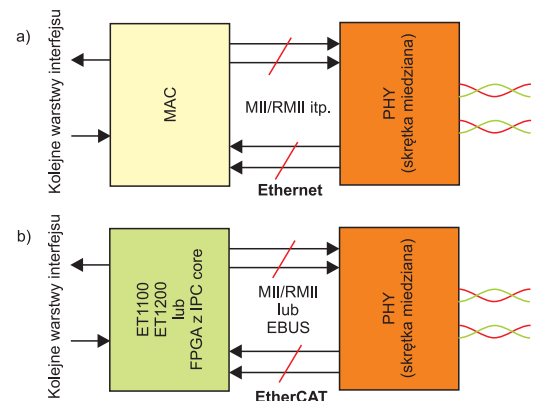 a)
Kolejne warstwy interfejsu
MAC
MII/RMII itp.
Ethernet
PHY
(skrętka miedziana)
b)
Kolejne warstwy interfejsu
ET1100
ET1200
lub
FPGA z IPC core
MII/RMII
lub
EBUS
EtherCAT
PHY
(skrętka miedziana)